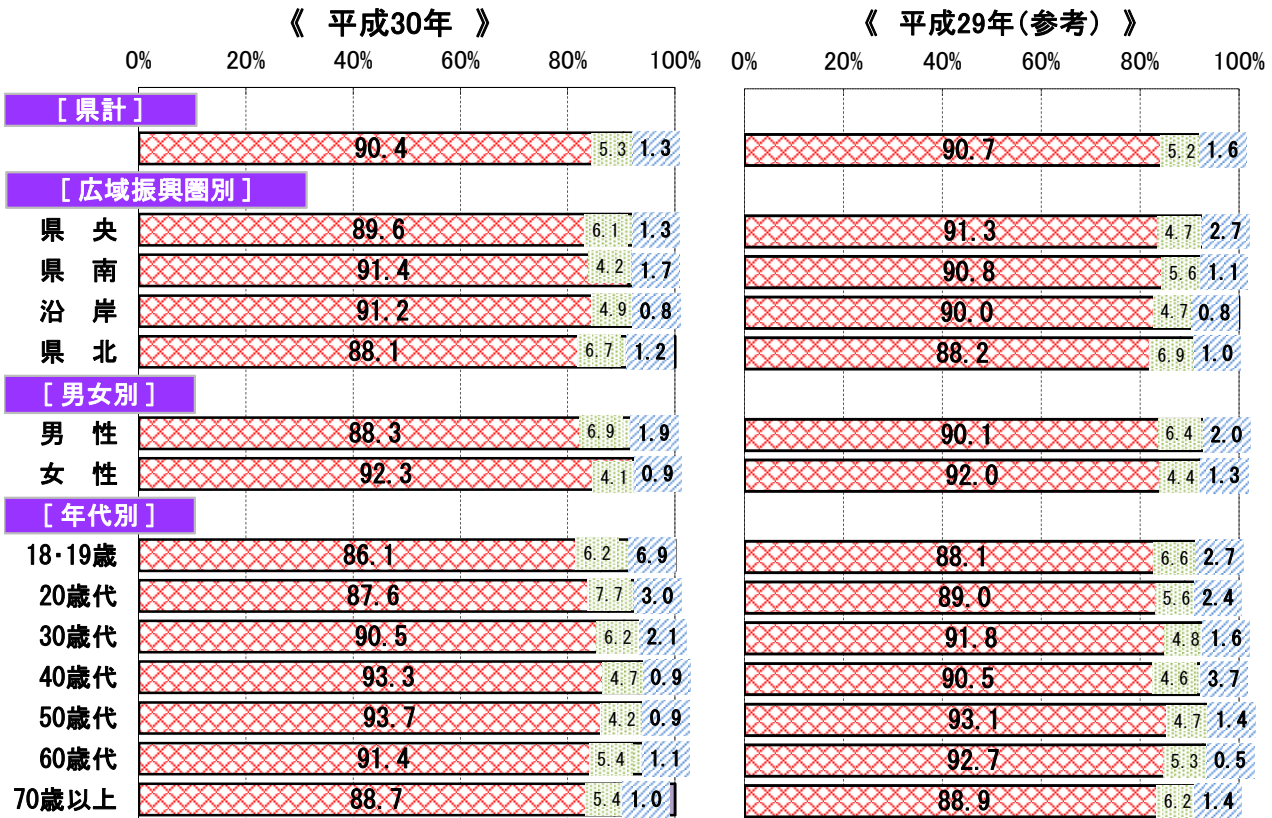 《 平成30年 》 《 平成29年(参考) 》
0% 20% 40% 60% 80% 100% 0% 20% 40% 60% 80% 100%
[ 県計 ]
90.4 5.3 1.3 90.7 5.2 1.6
[ 広域振興圏別 ]
県 央 89.6 6.1 1.3 91.3 4.7 2.7
県 南 91.4 4.2 1.7 90.8 5.6 1.1
沿 岸 91.2 4.9 0.8 90.0 4.7 0.8
県 北 88.1 6.7 1.2 88.2 6.9 1.0
[ 男女別 ]
男 性 88.3 6.9 1.9 90.1 6.4 2.0
女 性 92.3 4.1 0.9 92.0 4.4 1.3
[ 年代別 ]
18・19歳 86.1 6.2 6.9 88.1 6.6 2.7
20歳代 87.6 7.7 3.0 89.0 5.6 2.4
30歳代 90.5 6.2 2.1 91.8 4.8 1.6
40歳代 93.3 4.7 0.9 90.5 4.6 3.7
50歳代 93.7 4.2 0.9 93.1 4.7 1.4
60歳代 91.4 5.4 1.1 92.7 5.3 0.5
70歳以上 88.7 5.4 1.0 88.9 6.2 1.4